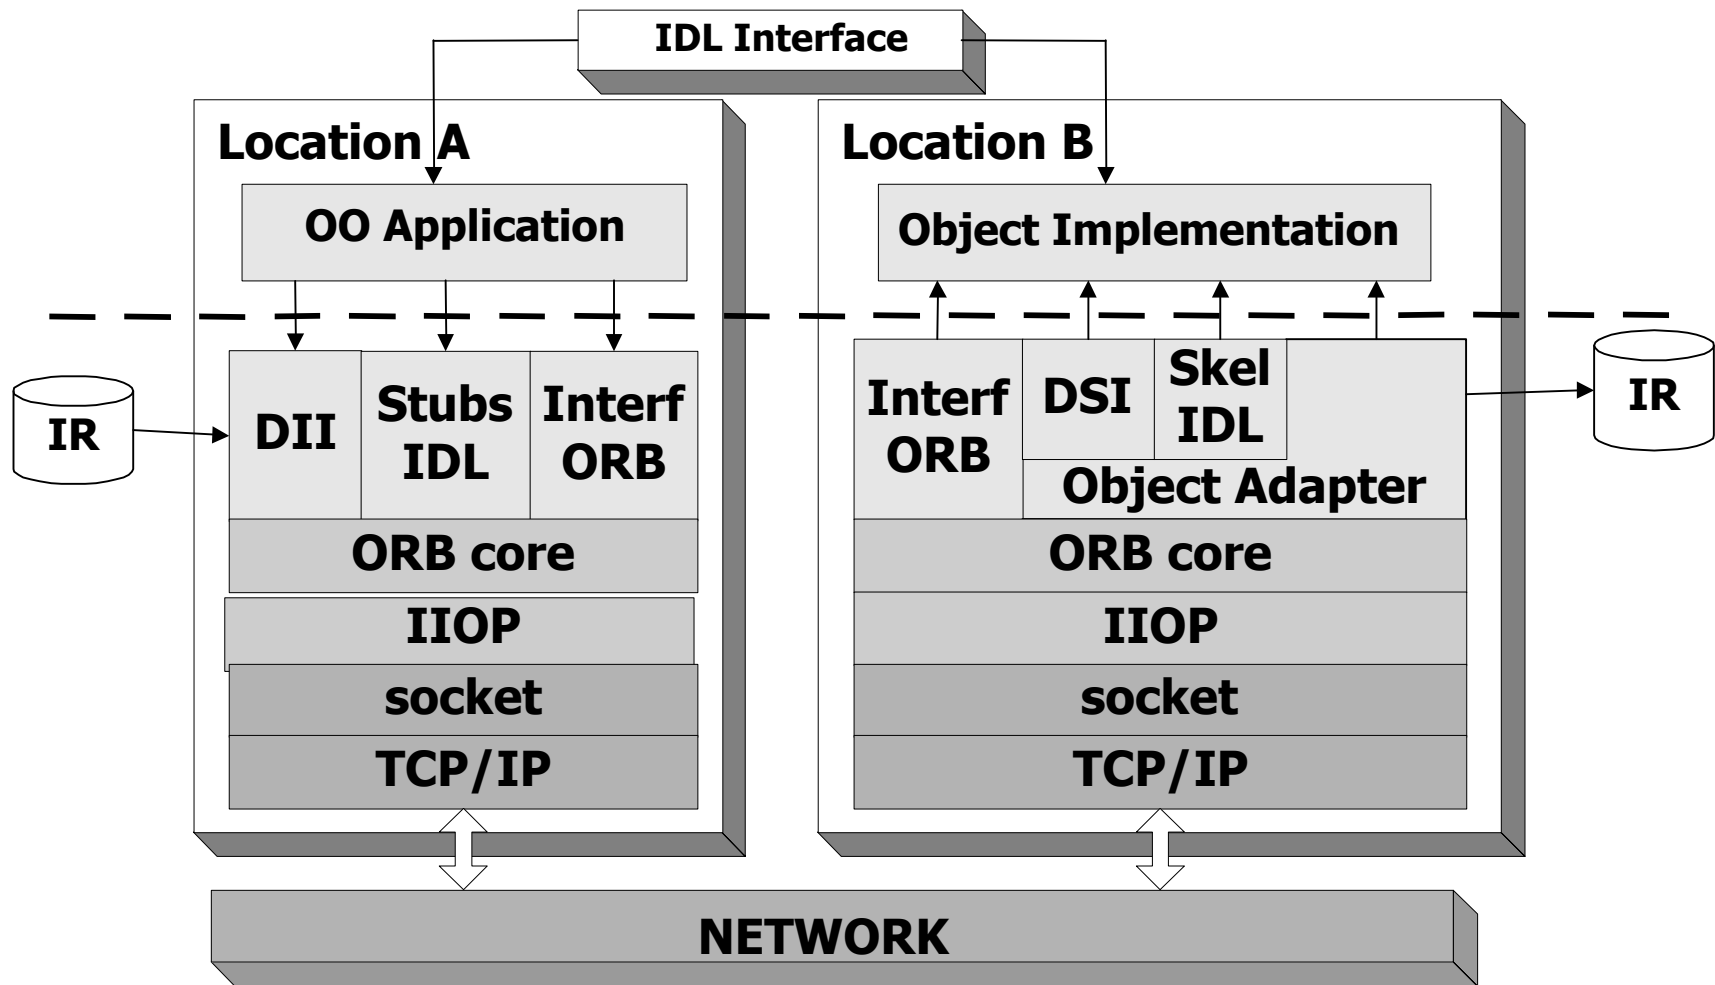 IDL Interface
Location A
Location B
OO Application
Object Implementation
IR
DII
Stubs
IDL
Interf
ORB
Interf
ORB
DSI
Skel
IDL
Object Adapter
IR
ORB core
ORB core
IIOP
IIOP
socket
socket
TCP/IP
TCP/IP
NETWORK